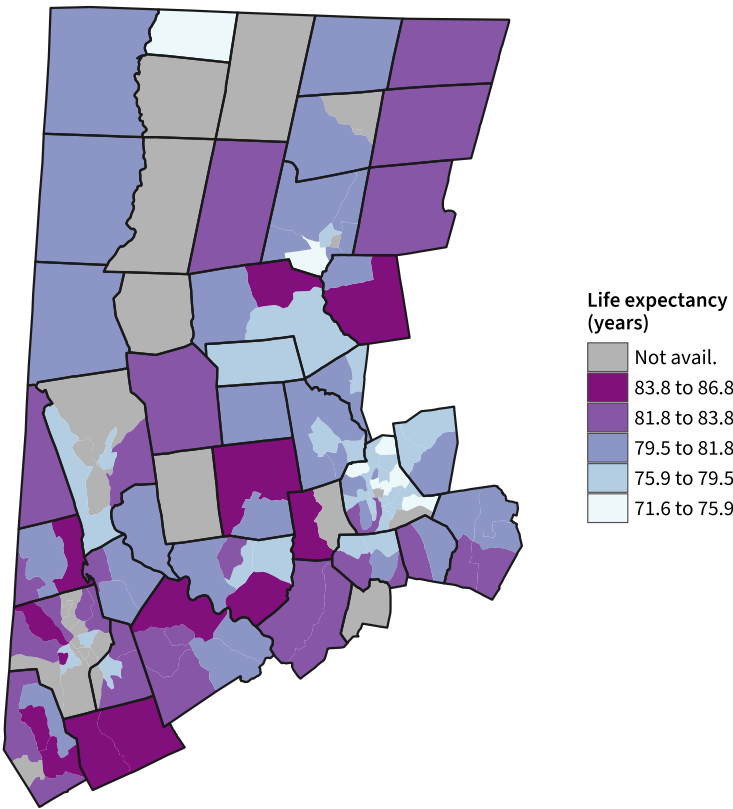 Life expectancy
(years)
Not avail.
83.8 to 86.8
81.8 to 83.8
79.5 to 81.8
75.9 to 79.5
71.6 to 75.9